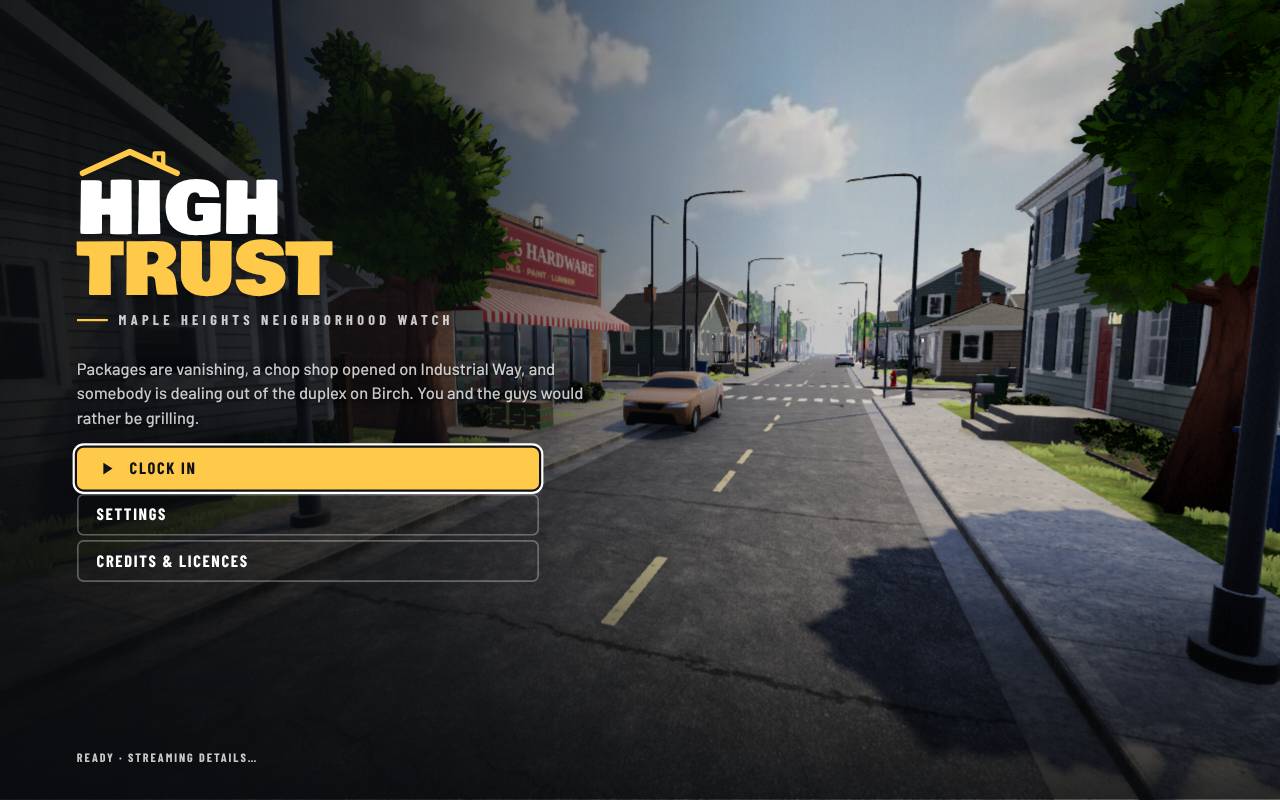 HIGH
TRUST
MAPLE HEIGHTS NEIGHBORHOOD WATCH
Packages are vanishing, a chop shop opened on Industrial Way, and
somebody is dealing out of the duplex on Birch. You and the guys would
rather be grilling.
CLOCK IN
SETTINGS
CREDITS & LICENCES
READY · STREAMING DETAILS...
HARDWARE
PAINT · LUMBER